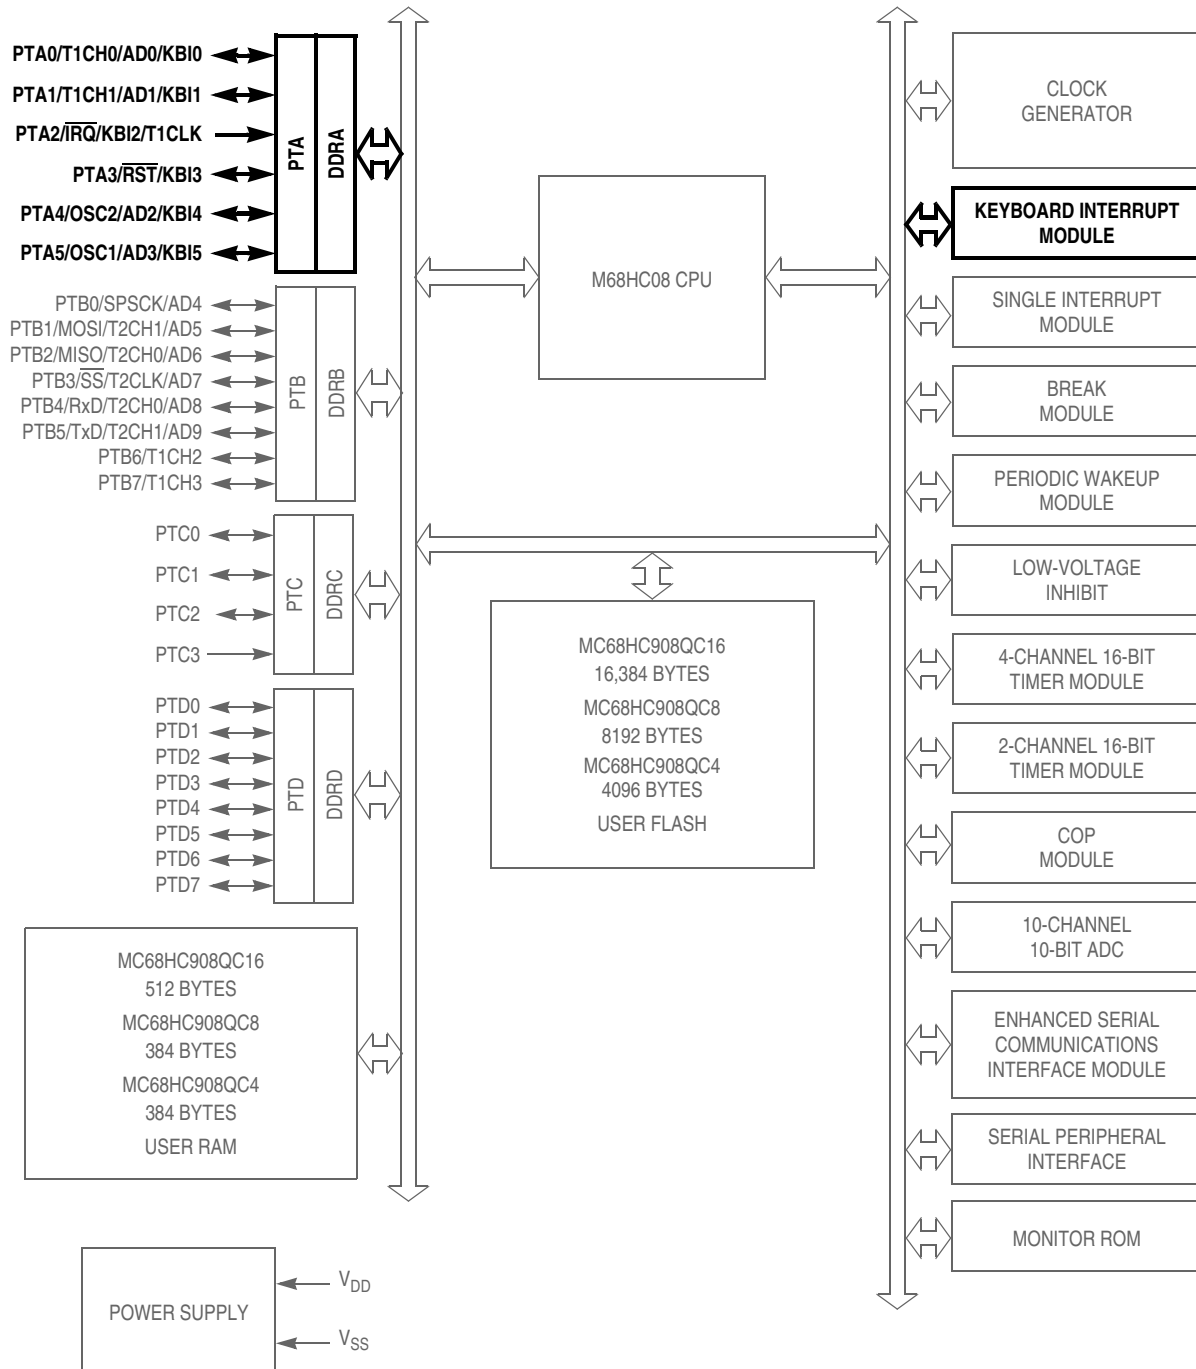 PTA0/T1CH0/AD0/KBI0
PTA1/T1CH1/AD1/KBI1
PTA2/IRQ/KBI2/T1CLK
PTA3/RST/KBI3
PTA4/OSC2/AD2/KBI4
PTA5/OSC1/AD3/KBI5
PTA
DDRA
PTB0/SPSCK/AD4
PTB1/MOSI/T2CH1/AD5
PTB2/MISO/T2CH0/AD6
PTB3/SS/T2CLK/AD7
PTB4/RxD/T2CH0/AD8
PTB5/TxD/T2CH1/AD9
PTB6/T1CH2
PTB7/T1CH3
PTB
DDRB
PTC0
PTC1
PTC2
PTC3
PTC
DDRC
PTD0
PTD1
PTD2
PTD3
PTD4
PTD5
PTD6
PTD7
PTD
DDRD
MC68HC908QC16
512 BYTES
MC68HC908QC8
384 BYTES
MC68HC908QC4
384 BYTES
USER RAM
POWER SUPPLY
VDD
VSS
M68HC08 CPU
MC68HC908QC16
16,384 BYTES
MC68HC908QC8
8192 BYTES
MC68HC908QC4
4096 BYTES
USER FLASH
CLOCK
GENERATOR
KEYBOARD INTERRUPT
MODULE
SINGLE INTERRUPT
MODULE
BREAK
MODULE
PERIODIC WAKEUP
MODULE
LOW-VOLTAGE
INHIBIT
4-CHANNEL 16-BIT
TIMER MODULE
2-CHANNEL 16-BIT
TIMER MODULE
COP
MODULE
10-CHANNEL
10-BIT ADC
ENHANCED SERIAL
COMMUNICATIONS
INTERFACE MODULE
SERIAL PERIPHERAL
INTERFACE
MONITOR ROM